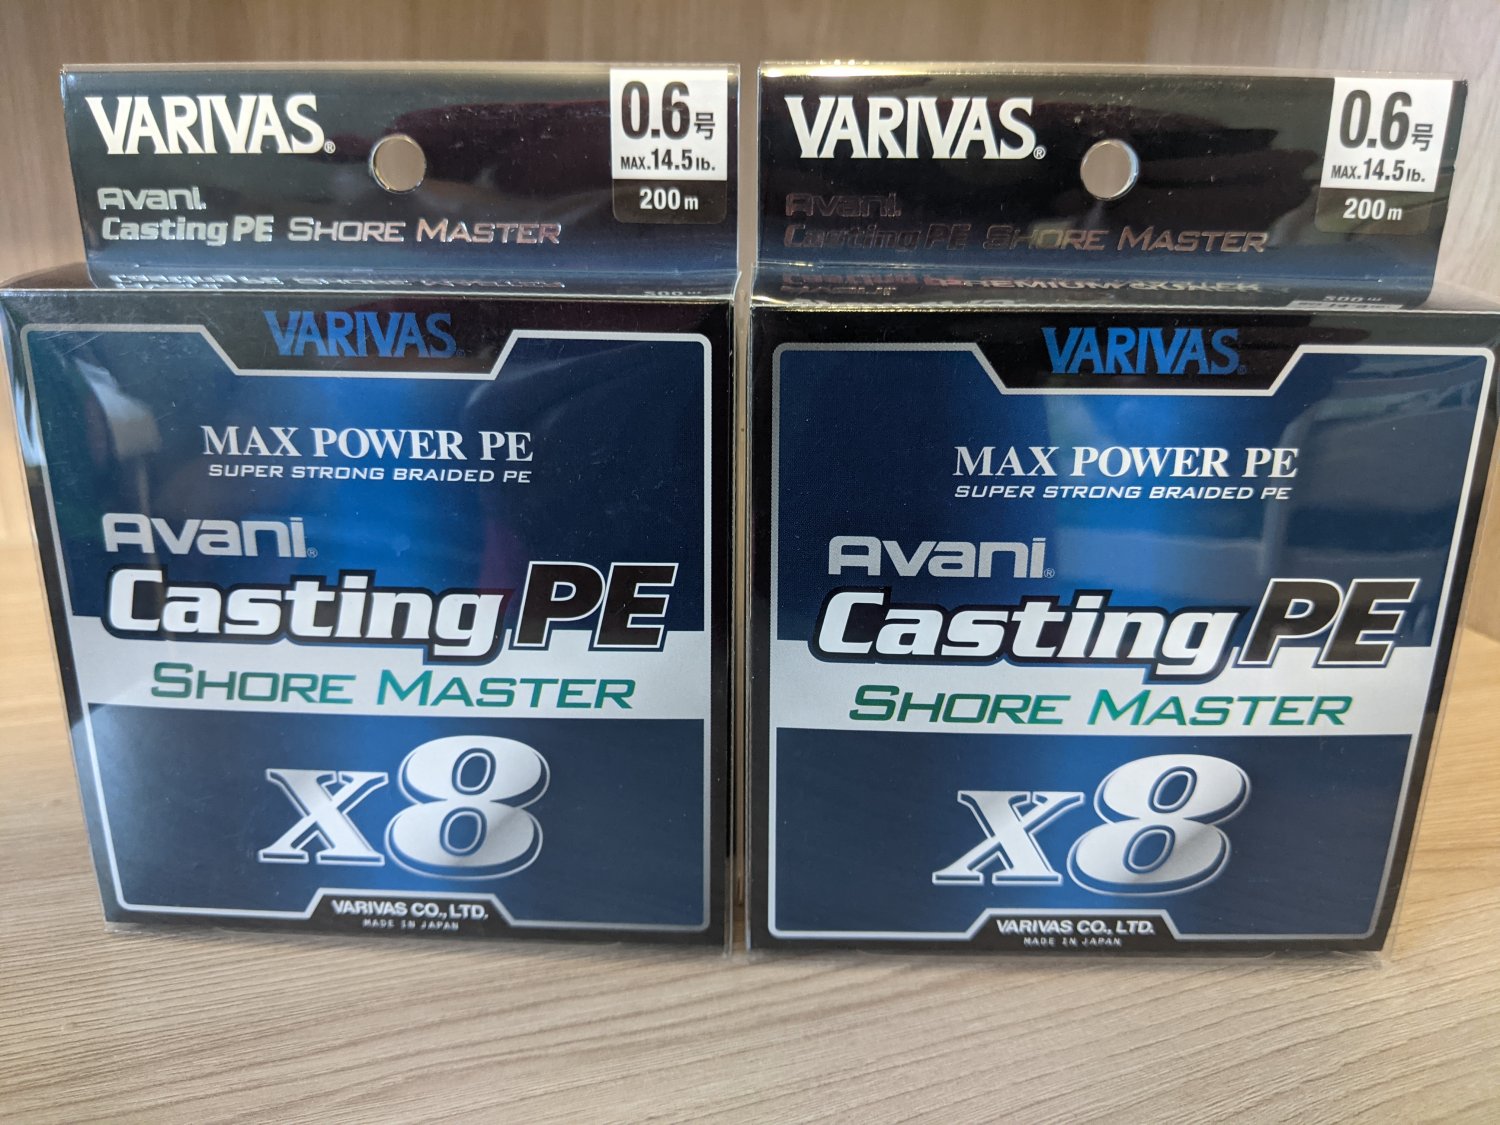 VARIVAS®
0.6号
MAX.14.5lb.
200m
Avani
Casting PE SHORE MASTER
VARIVAS®
MAX POWER PE
SUPER STRONG BRAIDED PE
Avani®
Casting PE
SHORE MASTER
X8
VARIVAS CO., LTD.
MADE IN JAPAN
VARIVAS®
0.6号
MAX.14.5lb.
200m
Avani
Casting PE SHORE MASTER
VARIVAS®
MAX POWER PE
SUPER STRONG BRAIDED PE
Avani®
Casting PE
SHORE MASTER
X8
VARIVAS CO., LTD.
MADE IN JAPAN